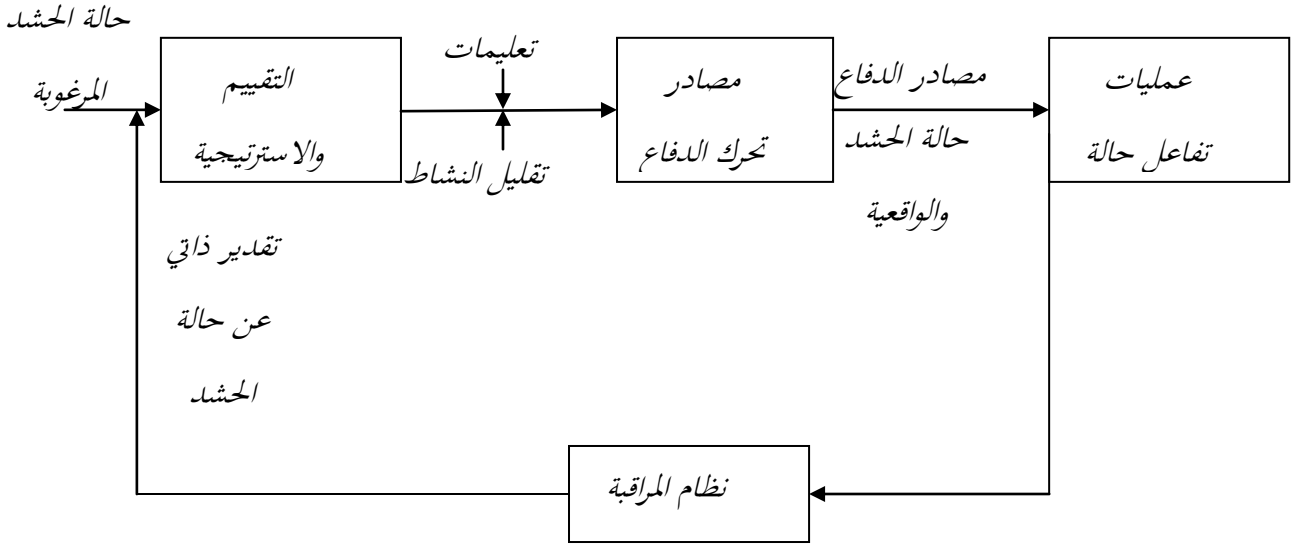 حالة الحشد
المرغوبة
التقييم
والاسترتيجية
تعليمات
تقليل النشاط
مصادر
تحرك الدفاع
مصادر الدفاع
حالة الحشد
والواقعية
عمليات
تفاعل حالة
تقدير ذاتي
عن حالة
الحشد
نظام المراقبة